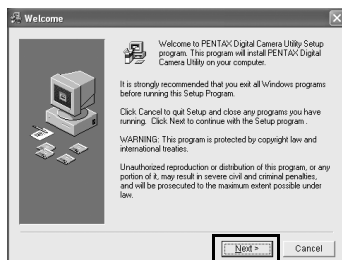 Welcome
Welcome to PENTAX Digital Camera Utility Setup
program. This program will install PENTAX Digital
Camera Utility on your computer.
It is strongly recommended that you exit all Windows programs
before running this Setup Program.
Click Cancel to quit Setup and close any programs you have
running. Click Next to continue with the Setup program.
WARNING: This program is protected by copyright law and
international treaties.
Unauthorized reproduction or distribution of this program, or any
portion of it, may result in severe civil and criminal penalties,
and will be prosecuted to the maximum extent possible under
law.
Next >
Cancel